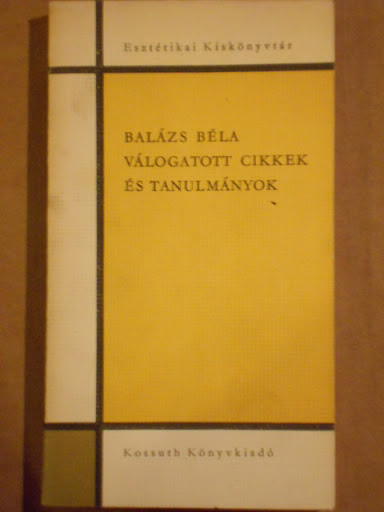 Esztétikai Kiskönyvtár
BALÁZS BÉLA
VÁLOGATOTT CIKKEK
ÉS TANULMÁNYOK
Kossuth Könyvkiadó